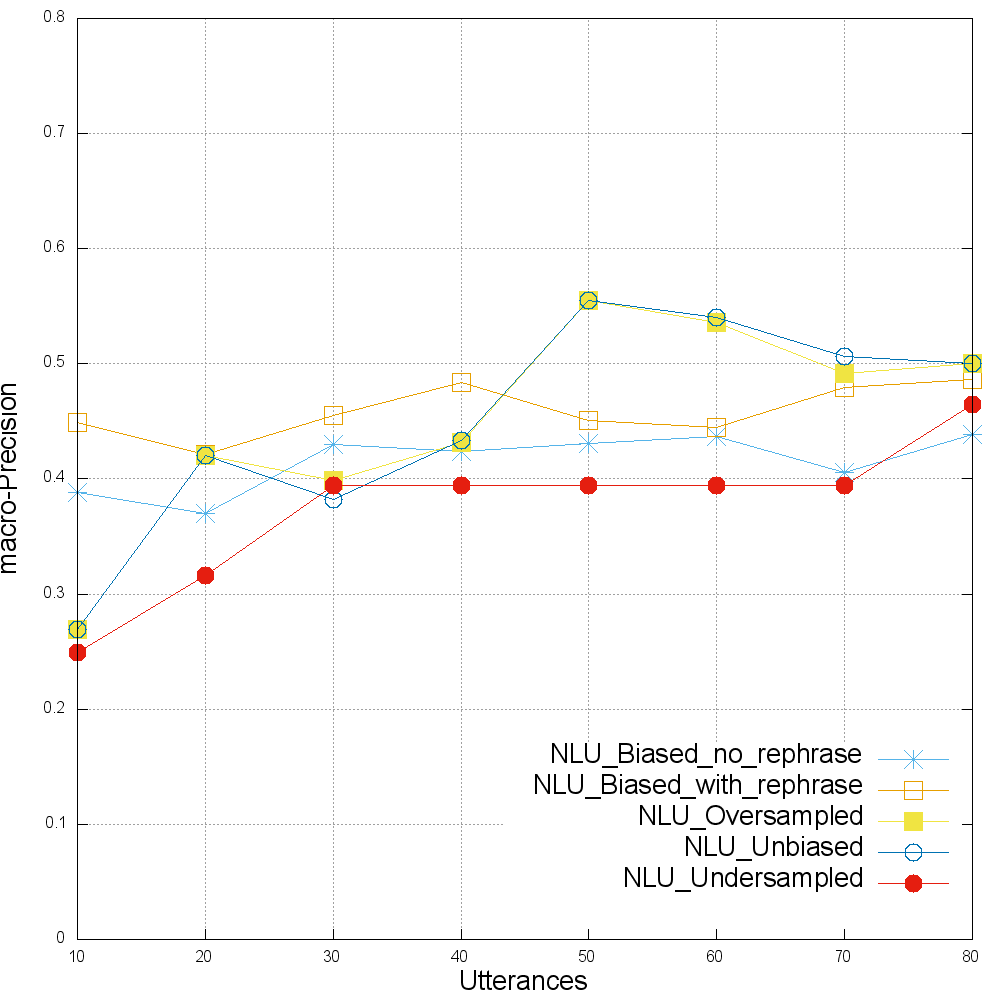 0.8
0.7
0.6
0.5
0.4
0.3
0.2
0.1
0
macro-Precision
NLU_Biased_no_rephrase
NLU_Biased_with_rephrase
NLU_Oversampled
NLU_Unbiased
NLU_Undersampled
10 20 30 40 50 60 70 80
Utterances